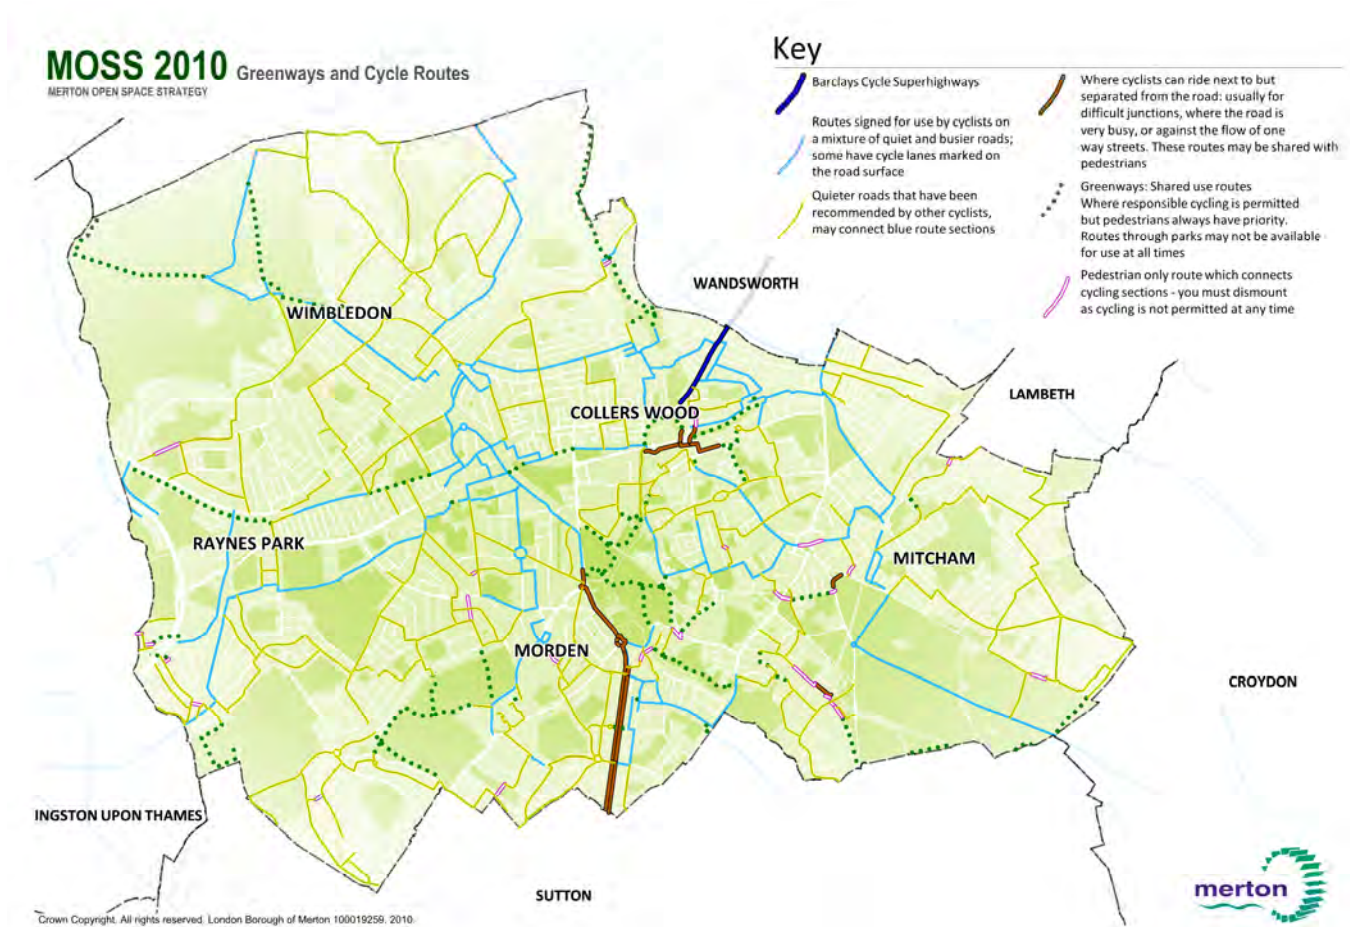 MOSS 2010 Greenways and Cycle Routes
MERTON OPEN SPACE STRATEGY
Key
Barclays Cycle Superhighways
Routes signed for use by cyclists on
a mixture of quiet and busier roads;
some have cycle lanes marked on
the road surface
Quieter roads that have been
recommended by other cyclists,
may connect blue route sections
Where cyclists can ride next to but
separated from the road: usually for
difficult junctions, where the road is
very busy, or against the flow of one
way streets. These routes may be shared with
pedestrians
Greenways: Shared use routes
Where responsible cycling is permitted
but pedestrians always have priority.
Routes through parks may not be available
for use at all times
Pedestrian only route which connects
cycling sections - you must dismount
as cycling is not permitted at any time
WANDSWORTH
WIMBLEDON
LAMBETH
COLLERS WOOD
RAYNES PARK
MITCHAM
MORDEN
CROYDON
INGSTON UPON THAMES
SUTTON
merton
Crown Copyright. All rights reserved. London Borough of Merton 100019259. 2010.